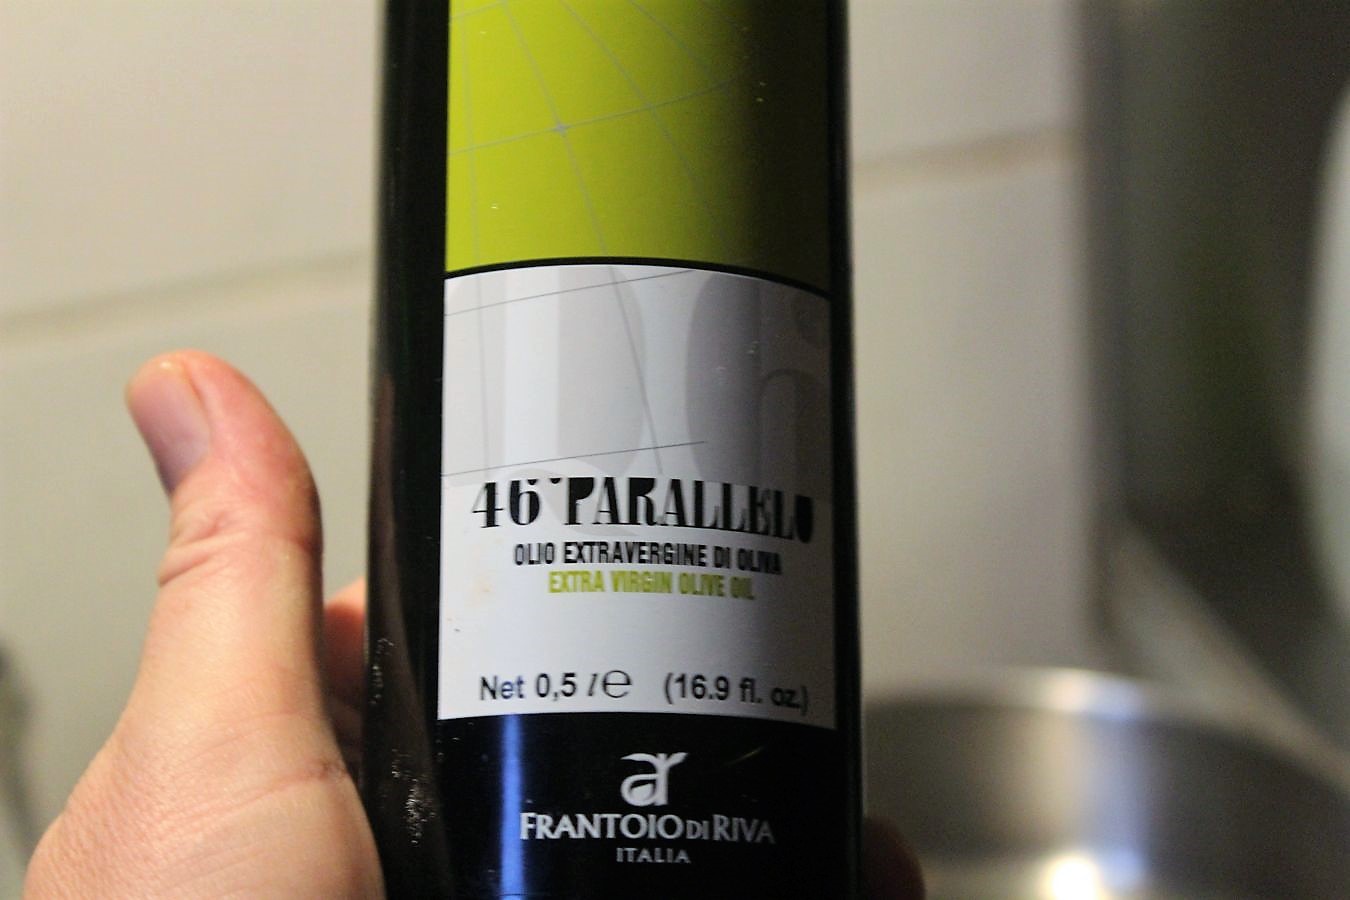 46
46°PARALLELO
OLIO EXTRAVERGINE DI OLIVA
EXTRA VIRGIN OLIVE OIL
Net 0,5 l ℮ (16.9 fl. oz.)
ar
FRANTOIO DI RIVA
ITALIA